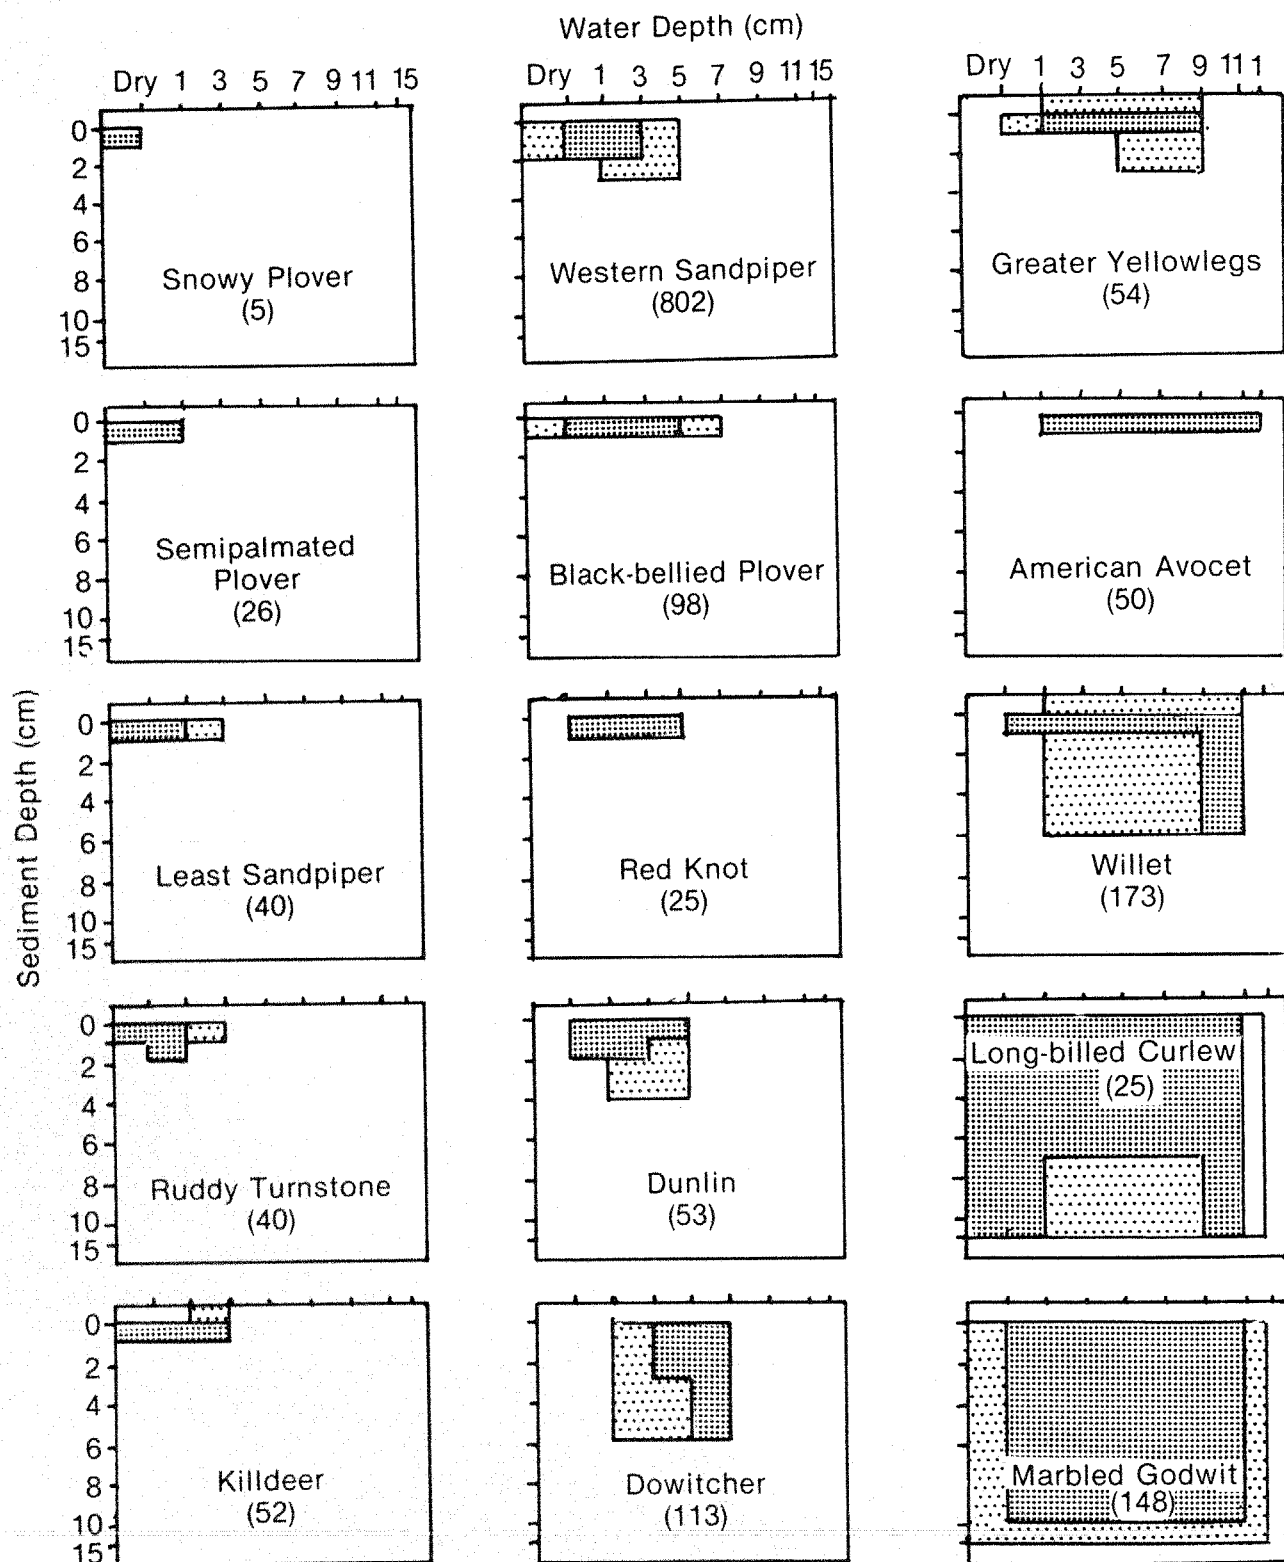 Water Depth (cm)
Dry 1 3 5 7 9 11 15
Dry 1 3 5 7 9 11 15
Dry 1 3 5 7 9 11 1
Sediment Depth (cm)
0
2
4
6
8
10
15
Snowy Plover
(5)
Western Sandpiper
(802)
Greater Yellowlegs
(54)
0
2
4
6
8
10
15
Semipalmated
Plover
(26)
Black-bellied Plover
(98)
American Avocet
(50)
0
2
4
6
8
10
15
Least Sandpiper
(40)
Red Knot
(25)
Willet
(173)
0
2
4
6
8
10
15
Ruddy Turnstone
(40)
Dunlin
(53)
Long-billed Curlew
(25)
0
2
4
6
8
10
15
Killdeer
(52)
Dowitcher
(113)
Marbled Godwit
(148)